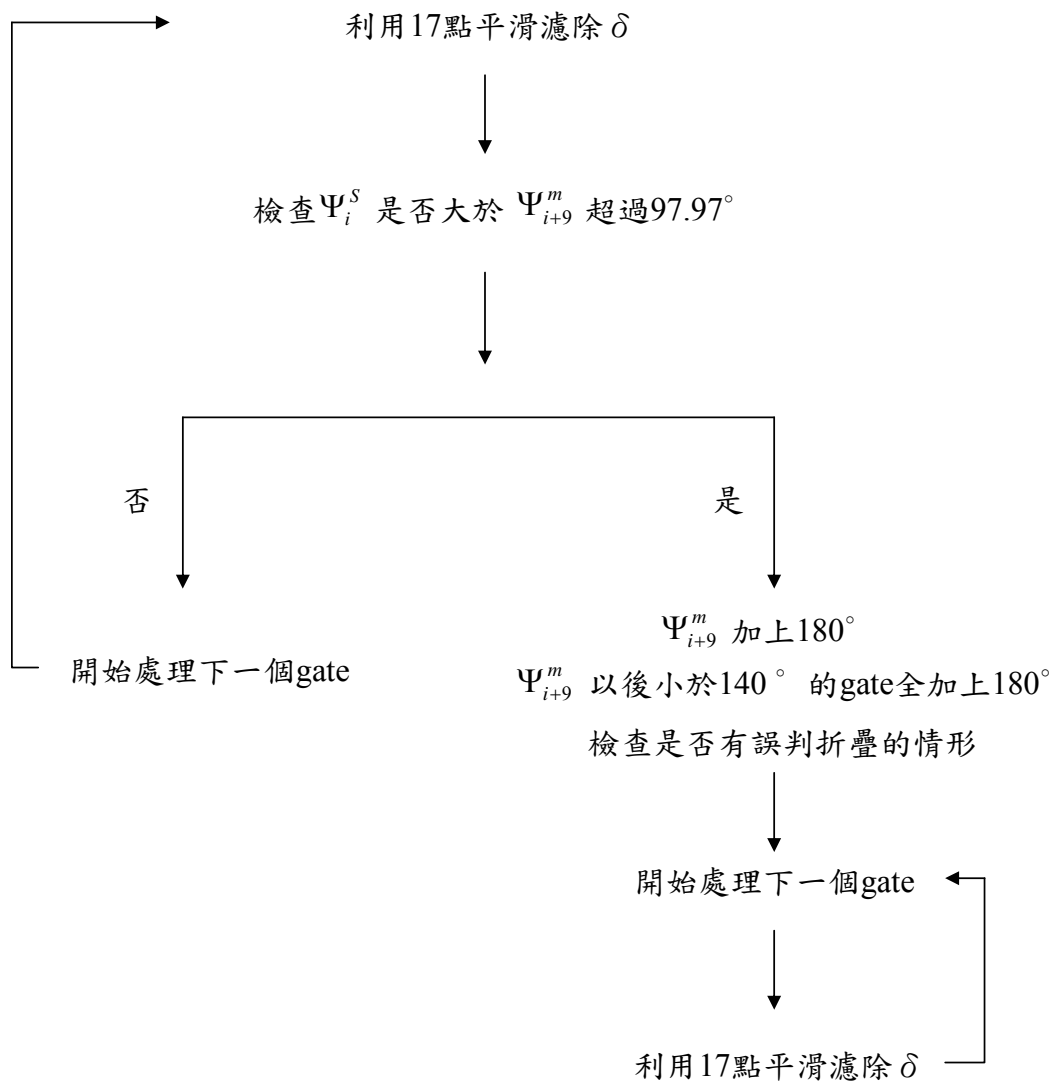 利用17點平滑濾除δ
檢查Ψ_i^S 是否大於 Ψ_{i+9}^m 超過97.97°
否
是
Ψ_{i+9}^m 加上180°
開始處理下一個gate
Ψ_{i+9}^m 以後小於140° 的gate全加上180°
檢查是否有誤判折疊的情形
開始處理下一個gate
利用17點平滑濾除δ